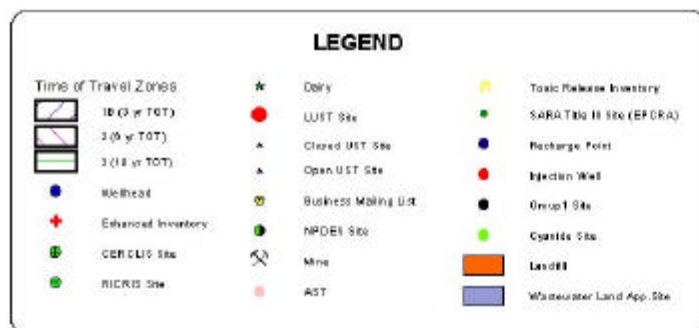 LEGEND
Time of Travel Zones
1B (3 yr TOT)
2 (6 yr TOT)
3 (10 yr TOT)
Wellhead
Enhanced Inventory
CERCLIS Site
RICRIS Site
Dairy
LUST Site
Closed UST Site
Open UST Site
Business Mailing List
NPDES Site
Mine
AST
Toxic Release Inventory
SARA Title III Site (EPCRA)
Recharge Point
Injection Well
Group1 Site
Cyanide Site
Landfill
Wastewater Land App. Site